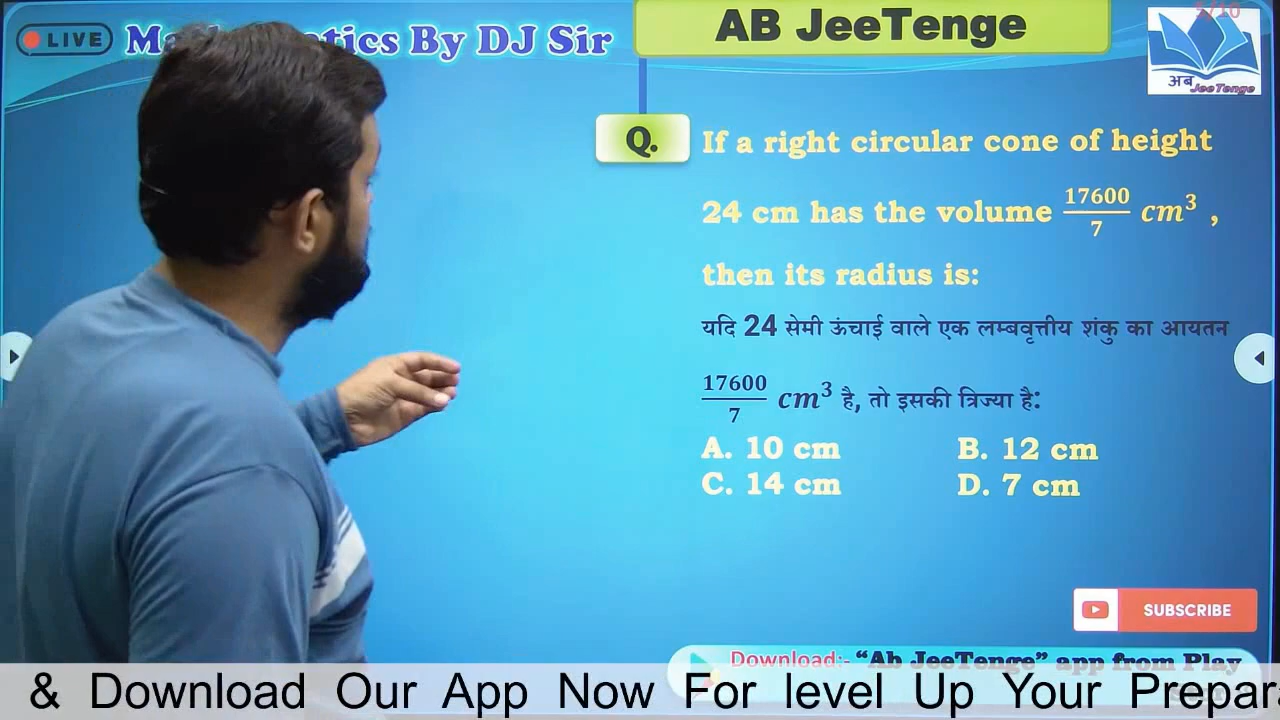 LIVE
By DJ Sir
AB JeeTenge
5/10
अब
JeeTenge
Q.
If a right circular cone of height
24 cm has the volume 17600/7 cm³ ,
then its radius is:
यदि 24 सेमी ऊंचाई वाले एक लम्बवृत्तीय शंकु का आयतन
17600/7 cm³ है, तो इसकी त्रिज्या है:
A. 10 cm B. 12 cm
C. 14 cm D. 7 cm
SUBSCRIBE
Download:- “Ab JeeTenge” app from Play
& Download Our App Now For level Up Your Prepar